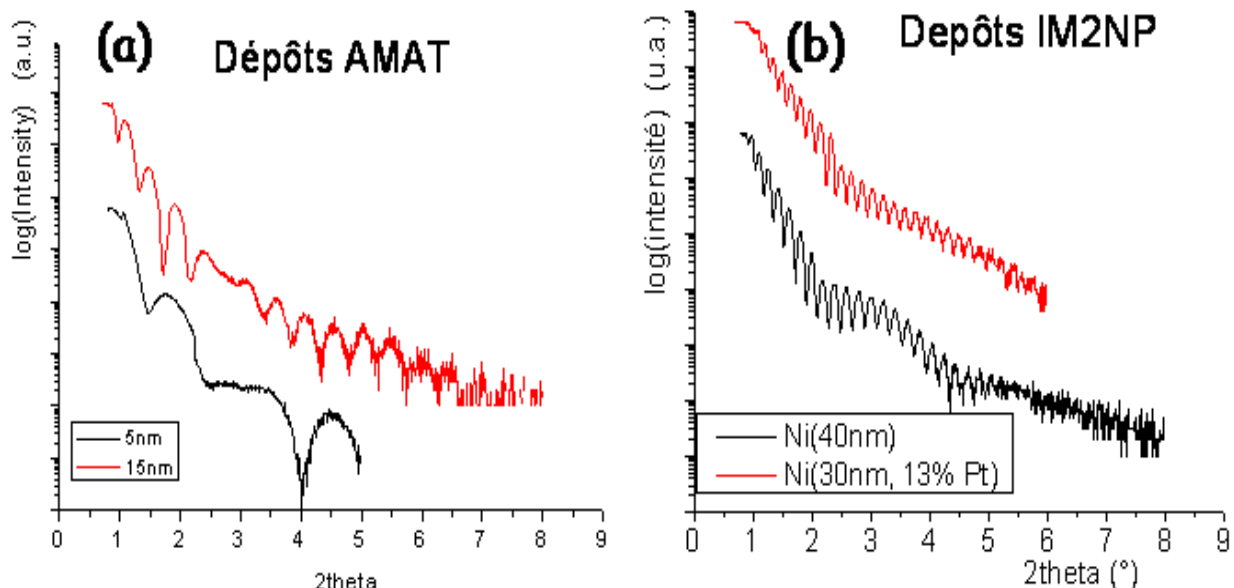 (a)
Dépôts AMAT
log(Intensity) (a.u.)
5nm
15nm
0 1 2 3 4 5 6 7 8 9
2theta
(b)
Depôts IM2NP
log(intensité) (u.a.)
Ni(40nm)
Ni(30nm, 13% Pt)
0 1 2 3 4 5 6 7 8 9
2theta (°)